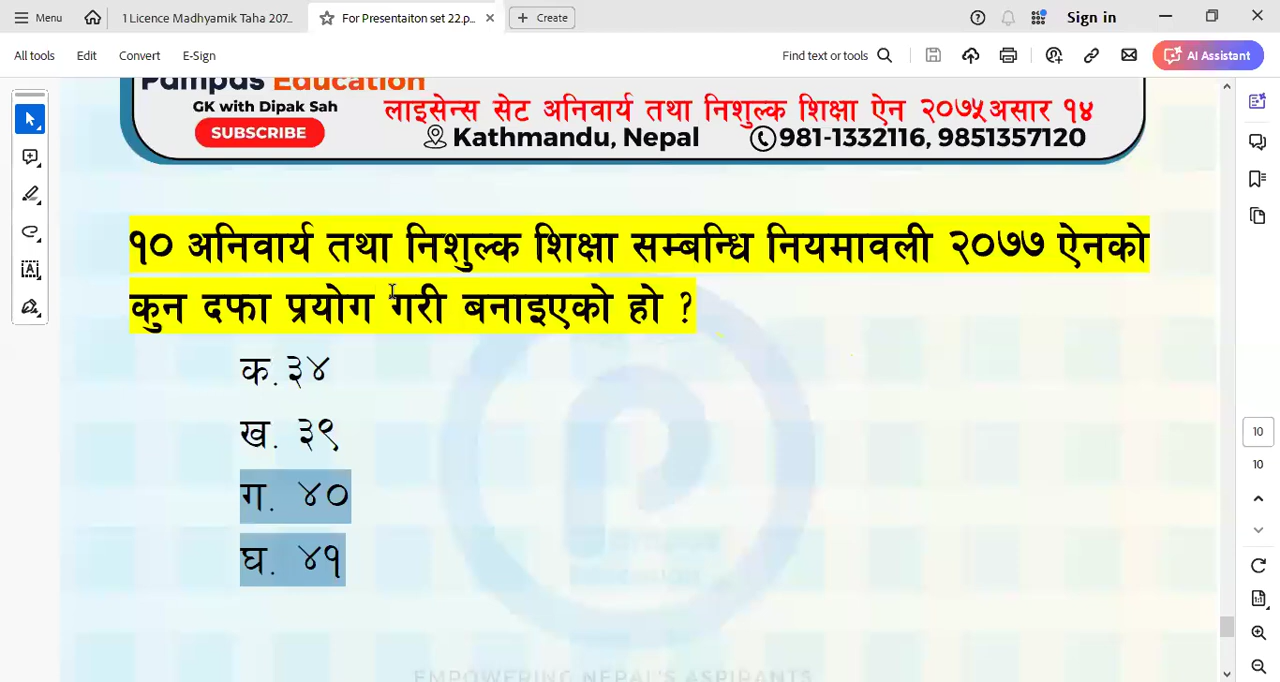 Menu
1 Licence Madhyamik Taha 207...
For Presentaiton set 22.p...
Create
Sign in
All tools
Edit
Convert
E-Sign
Find text or tools
AI Assistant
Pampas Education
GK with Dipak Sah
SUBSCRIBE
लाइसेन्स सेट अनिवार्य तथा निशुल्क शिक्षा ऐन २०७५ असार १४
Kathmandu, Nepal
981-1332116, 9851357120
१० अनिवार्य तथा निशुल्क शिक्षा सम्बन्धि नियमावली २०७७ ऐनको
कुन दफा प्रयोग गरी बनाइएको हो ?
क. ३४
ख. ३९
ग. ४०
घ. ४१
EMPOWERING NEPAL'S ASPIRANTS
10
10